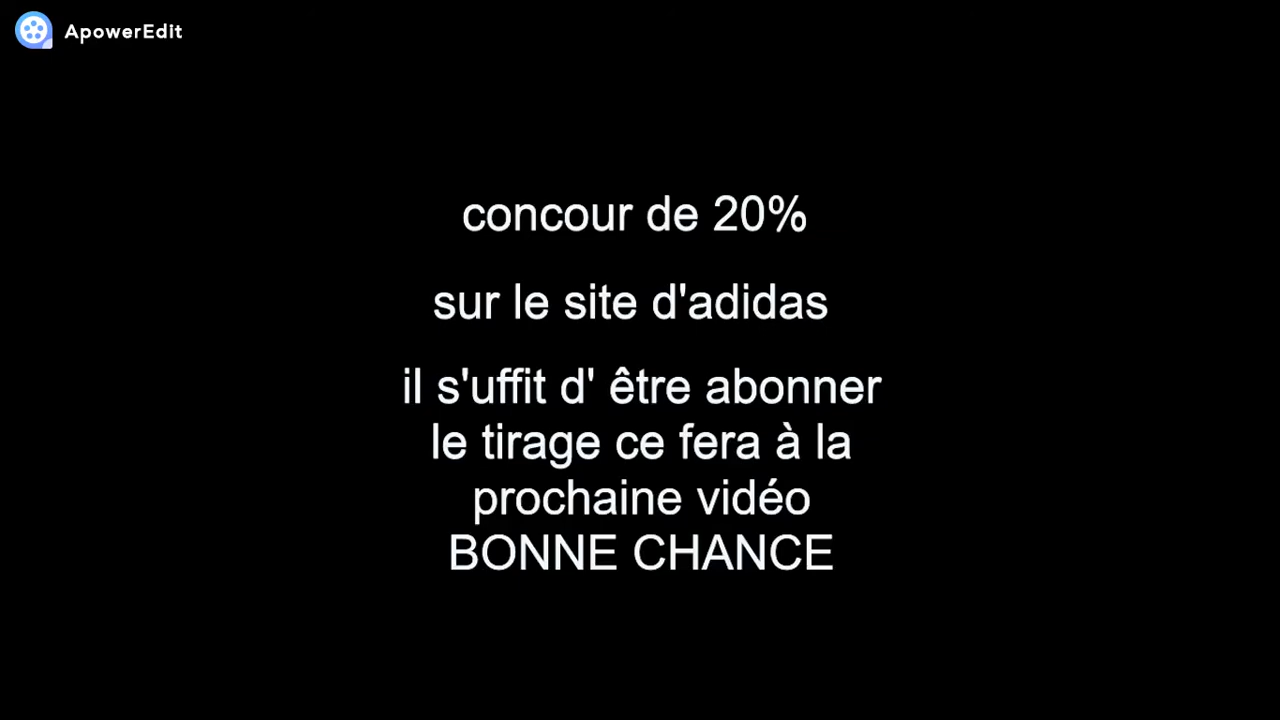 ApowerEdit
concour de 20%
sur le site d'adidas
il s'uffit d' être abonner
le tirage ce fera à la
prochaine vidéo
BONNE CHANCE